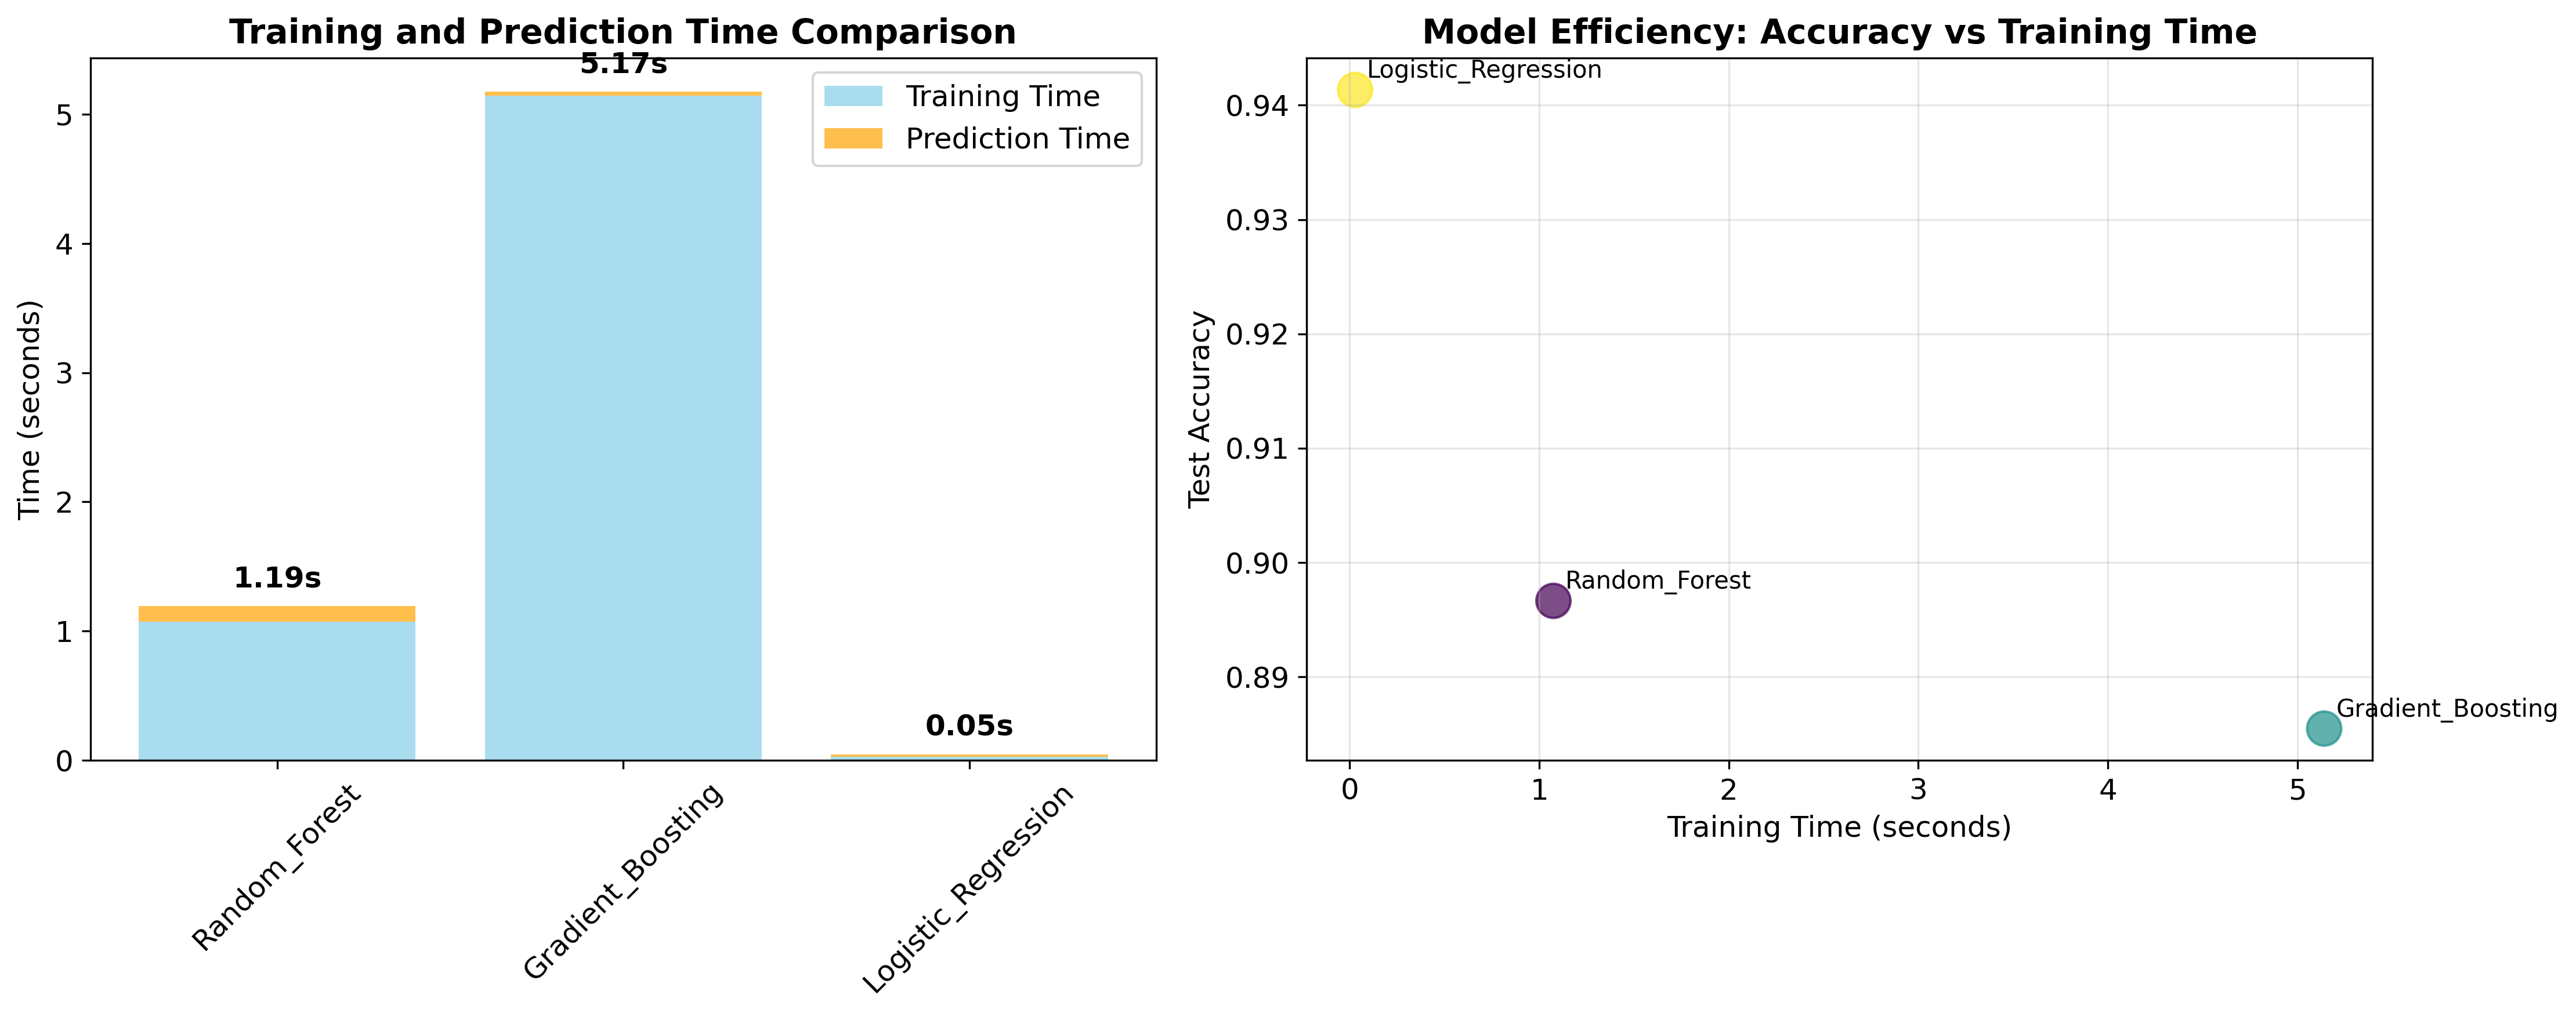 Training and Prediction Time Comparison
5.17s
Training Time
Prediction Time
1.19s
0.05s
Time (seconds)
5
4
3
2
1
0
Random_Forest
Gradient_Boosting
Logistic_Regression
Model Efficiency: Accuracy vs Training Time
Logistic_Regression
Random_Forest
Gradient_Boosting
Test Accuracy
0.94
0.93
0.92
0.91
0.90
0.89
0 1 2 3 4 5
Training Time (seconds)